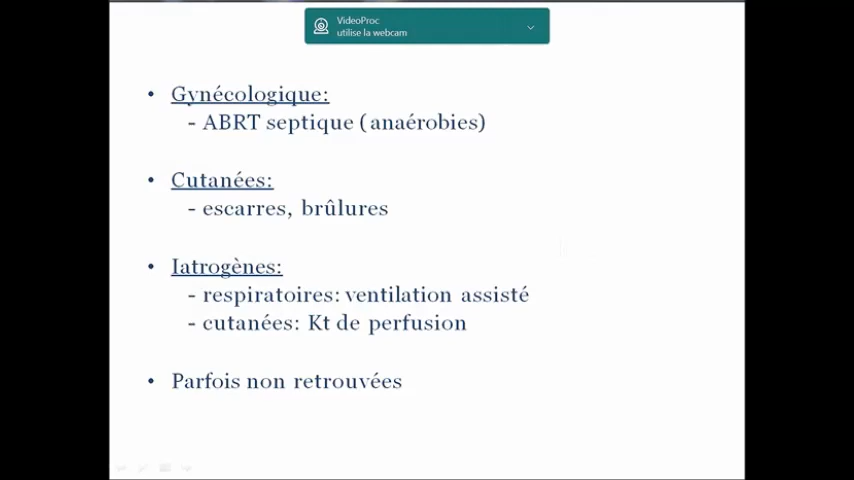 VideoProc
utilise la webcam
• Gynécologique:
- ABRT septique (anaérobies)
• Cutanées:
- escarres, brûlures
• Iatrogènes:
- respiratoires: ventilation assisté
- cutanées: Kt de perfusion
• Parfois non retrouvées